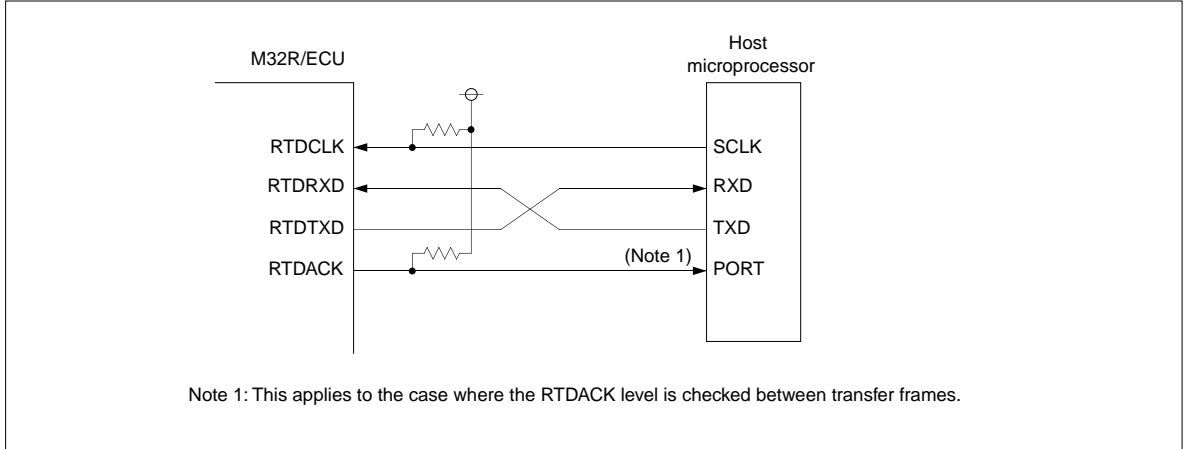 Host
microprocessor
M32R/ECU
RTDCLK
SCLK
RTDRXD
RXD
RTDTXD
TXD
RTDACK
(Note 1)
PORT
Note 1: This applies to the case where the RTDACK level is checked between transfer frames.